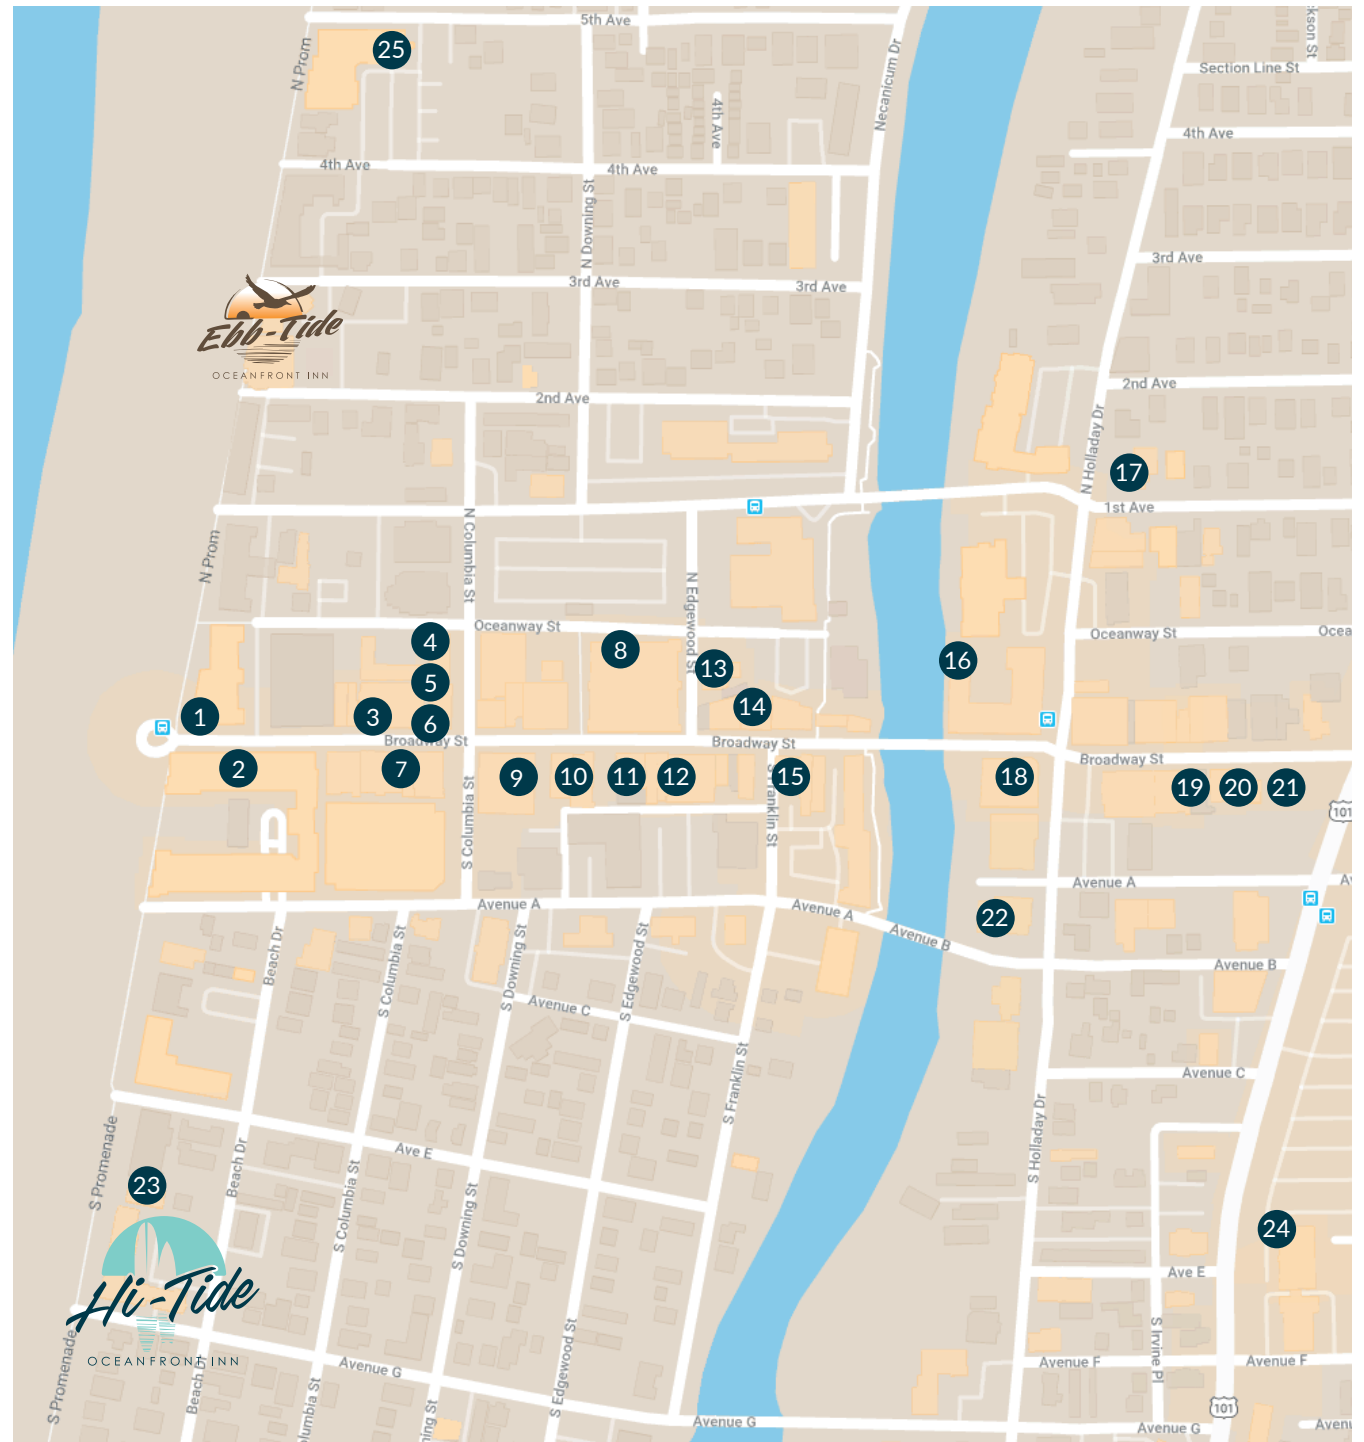 5th Ave
25
N Prom
Necanicum Dr
Section Line St
4th Ave
4th Ave
4th Ave
4th Ave
N Downing St
3rd Ave
3rd Ave
3rd Ave
Ebb-Tide
OCEANFRONT INN
2nd Ave
2nd Ave
N Holladay Dr
17
1st Ave
N Prom
N Columbia St
N Edgewood St
Oceanway St
Oceanway St
4
5
6
8
13
14
16
1
3
Broadway St
Broadway St
Broadway St
2
7
9
10
11
12
15
18
19
20
21
101
S Columbia St
S Franklin St
Avenue A
Avenue A
Avenue A
22
Avenue B
Avenue B
Beach Dr
S Columbia St
S Downing St
S Edgewood St
Avenue C
Avenue C
S Franklin St
S Holladay Dr
S Promenade
Ave E
Beach Dr
S Columbia St
S Downing St
23
24
Hi-Tide
OCEANFRONT INN
Ave E
S Promenade
Avenue G
S Edgewood St
S Irvine Pl
Avenue F
Avenue F
101
Avenue G
Avenue G